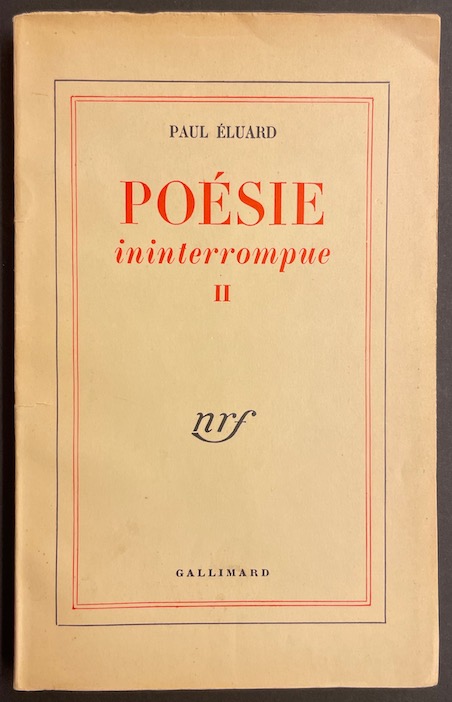 PAUL ÉLUARD
POÉSIE
ininterrompue
II
nrf
GALLIMARD